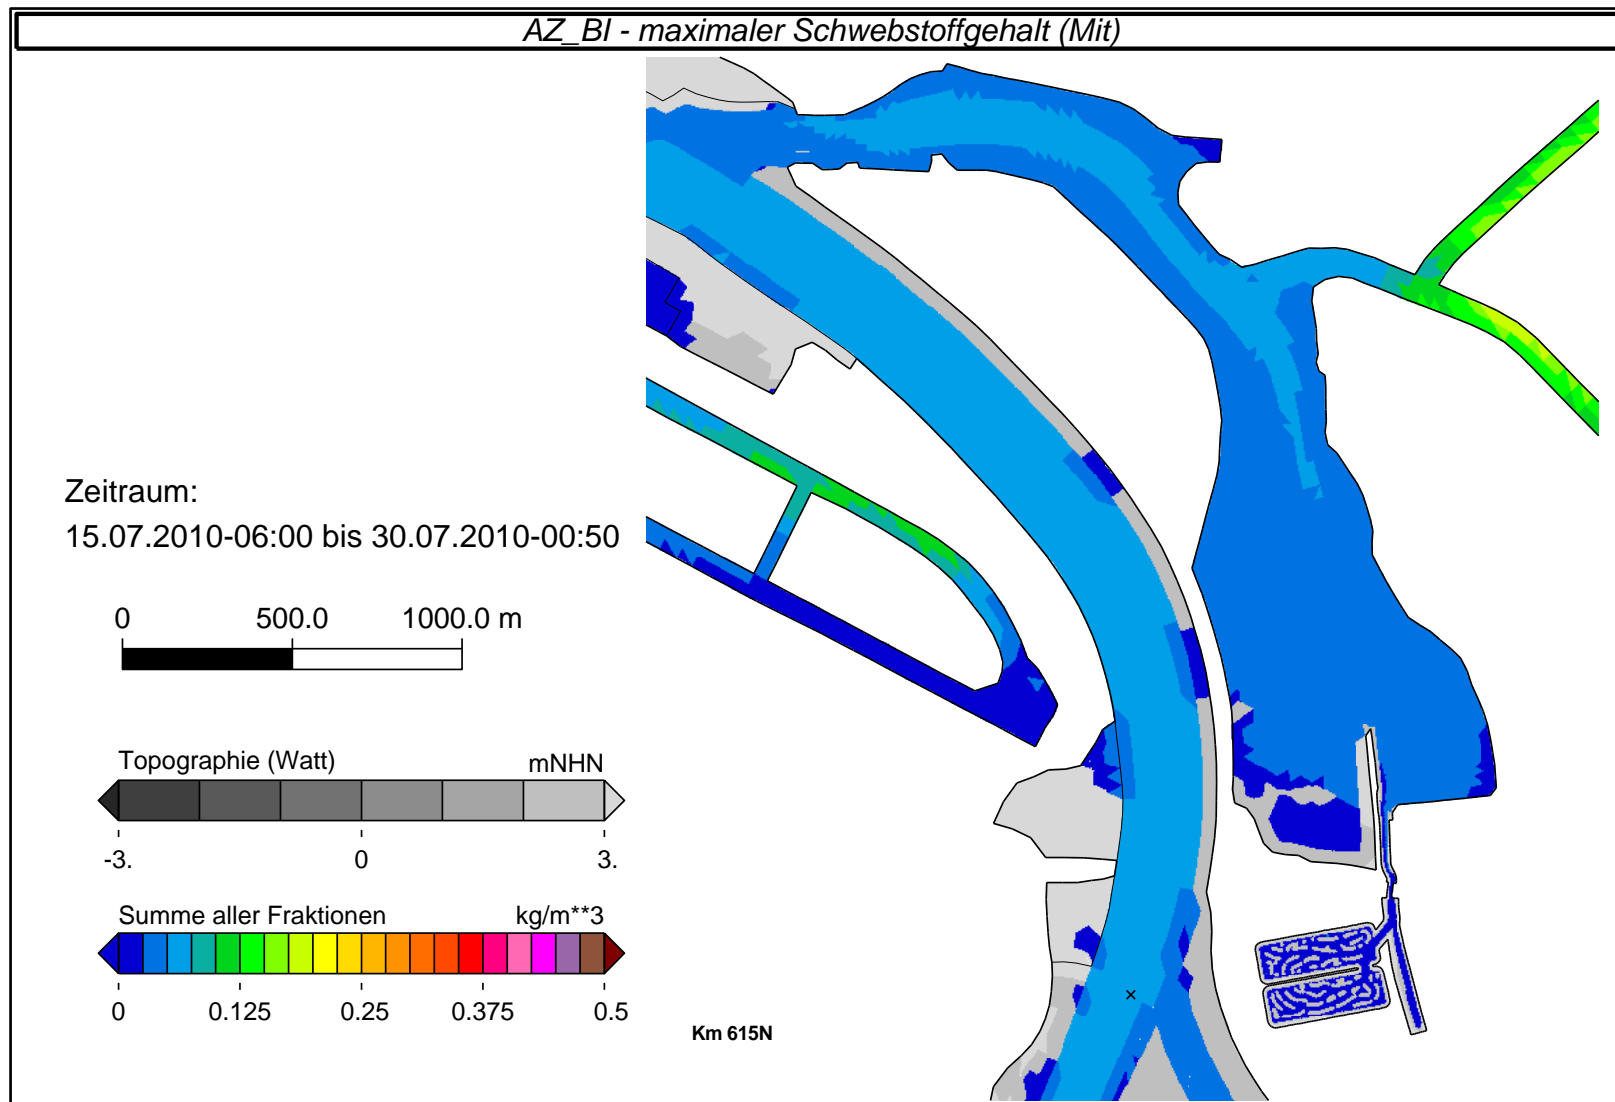 AZ_BI - maximaler Schwebstoffgehalt (Mit)
Zeitraum:
15.07.2010-06:00 bis 30.07.2010-00:50
0 500.0 1000.0 m
Topographie (Watt) mNHN
-3. 0 3.
Summe aller Fraktionen kg/m**3
0 0.125 0.25 0.375 0.5
Km 615N